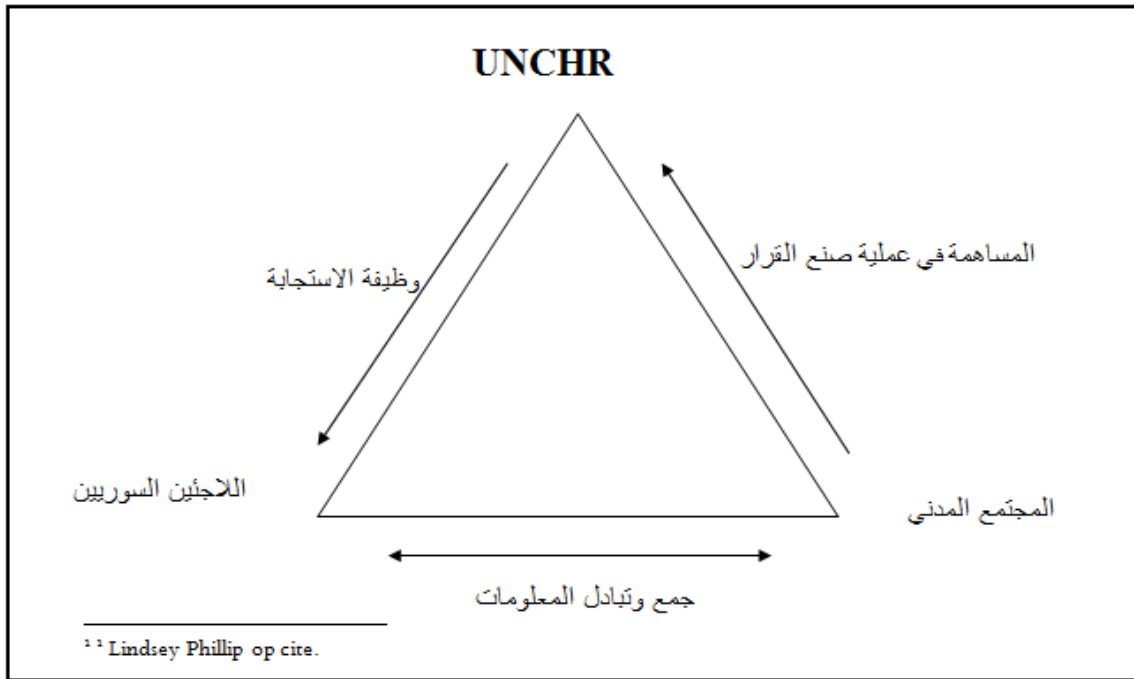 UNCHR
المساهمة في عملية صنع القرار
وظيفة الاستجابة
المجتمع المدني
اللاجئين السوريين
جمع وتبادل المعلومات
¹ ¹ Lindsey Phillip op cite.